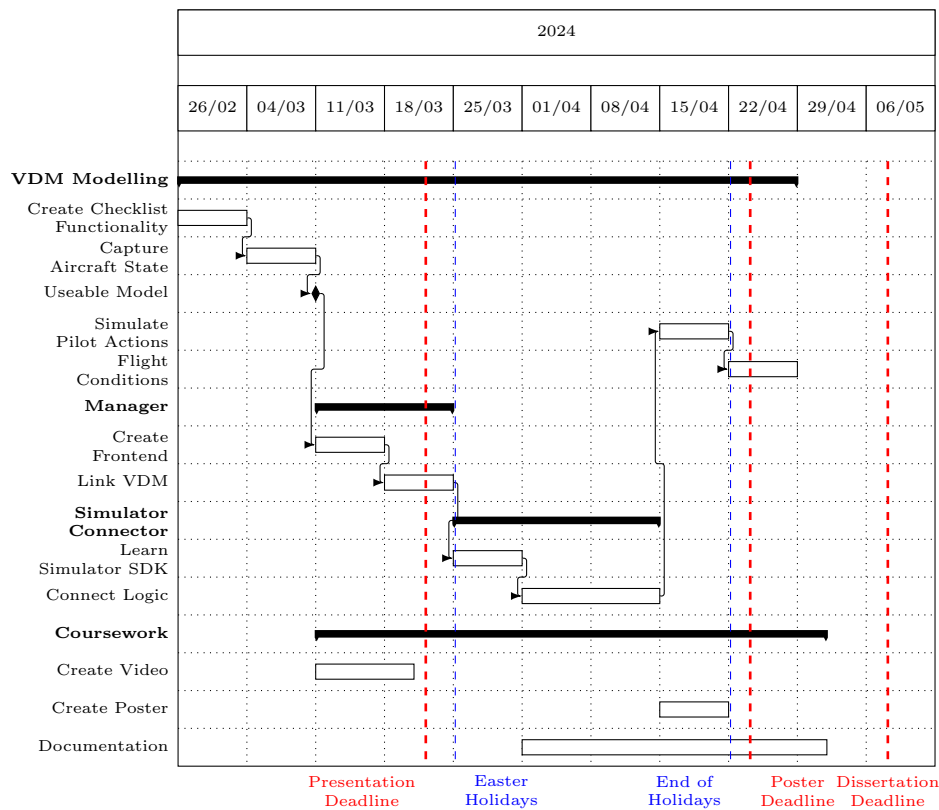 2024
26/02 04/03 11/03 18/03 25/03 01/04 08/04 15/04 22/04 29/04 06/05
VDM Modelling
Create Checklist
Functionality
Capture
Aircraft State
Useable Model
Simulate
Pilot Actions
Flight
Conditions
Manager
Create
Frontend
Link VDM
Simulator
Connector
Learn
Simulator SDK
Connect Logic
Coursework
Create Video
Create Poster
Documentation
Presentation
Deadline
Easter
Holidays
End of
Holidays
Poster
Deadline
Dissertation
Deadline